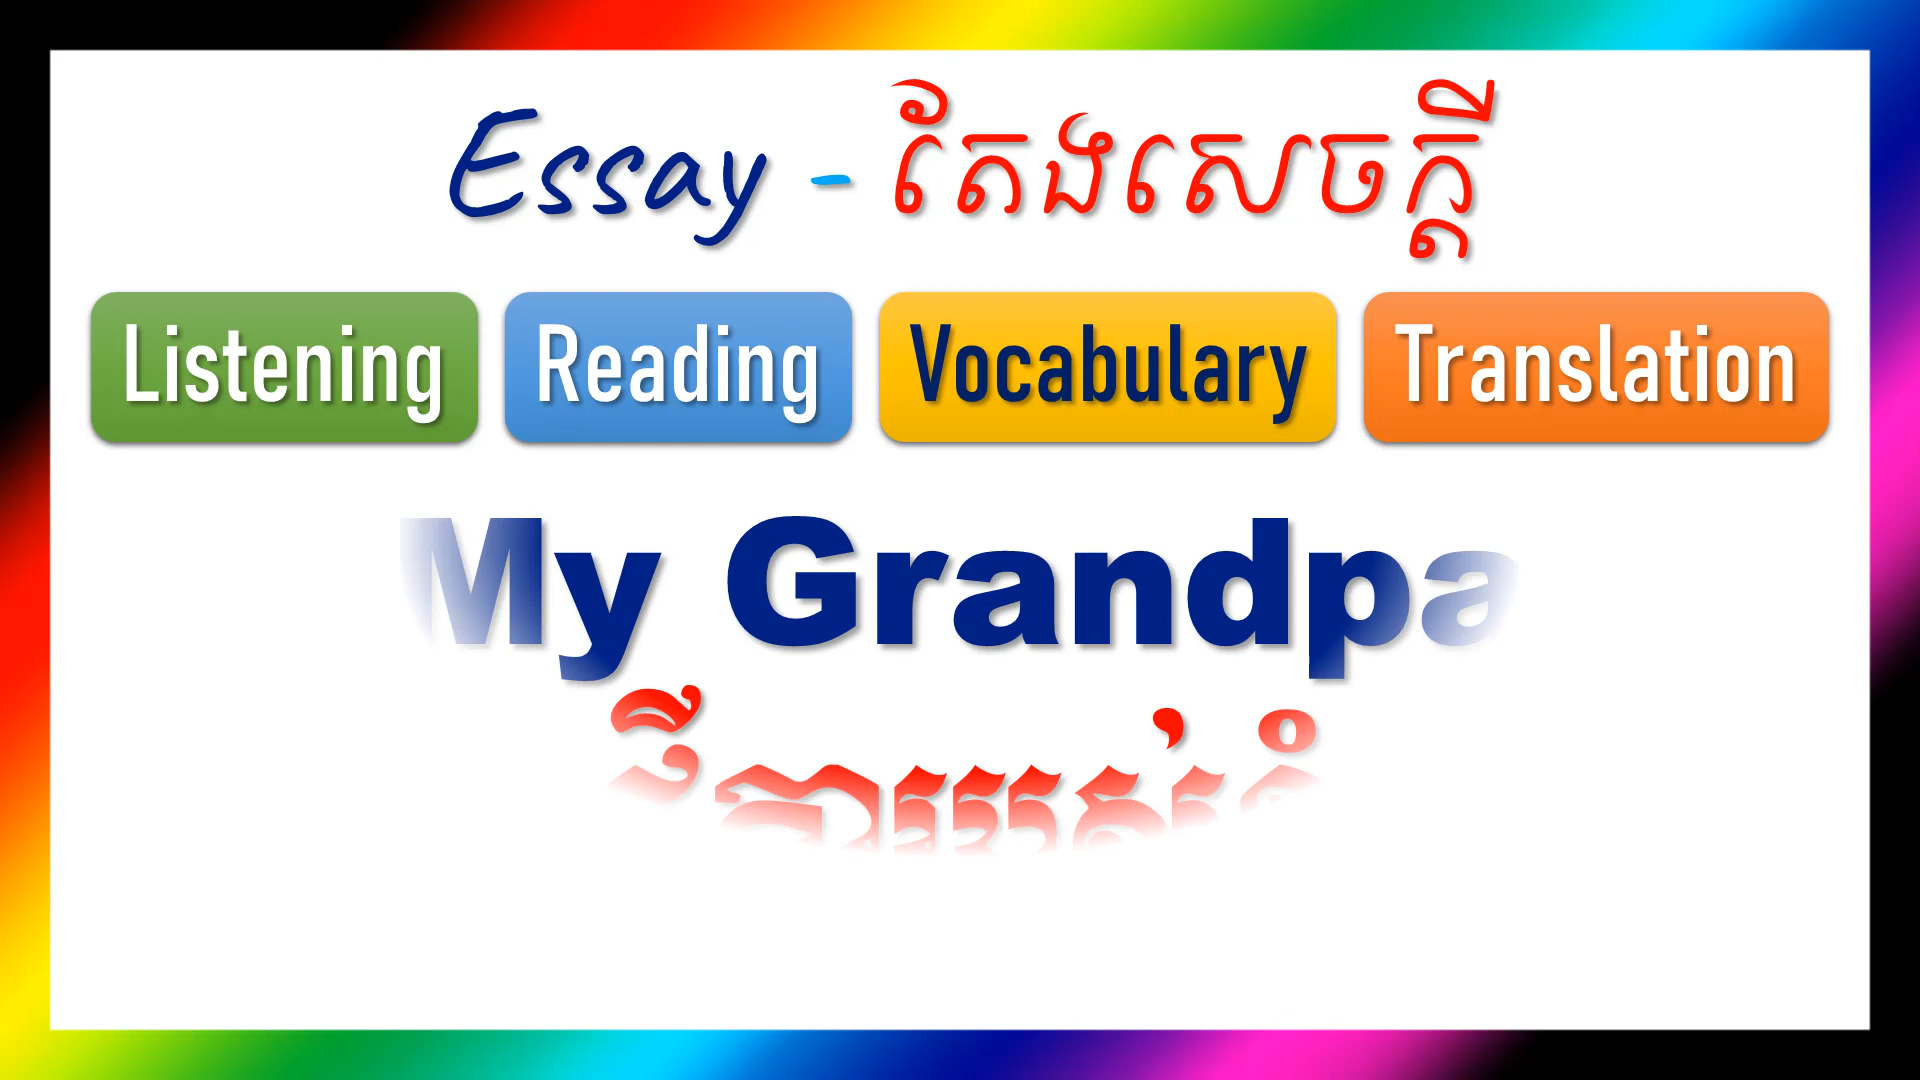 Essay - តែងសេចក្ដី
Listening Reading Vocabulary Translation
My Grandpa